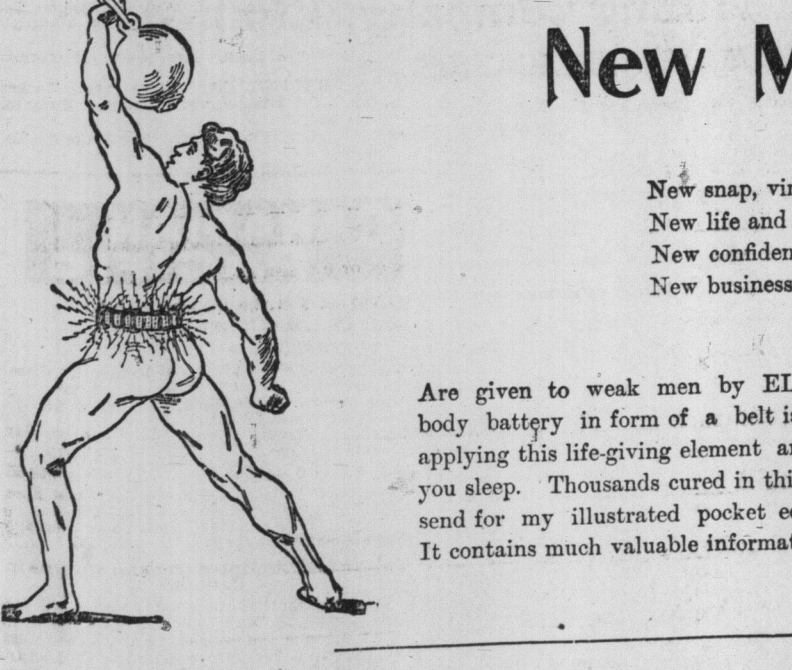 New M
New snap, vi
New life and
New confiden
New business
Are given to weak men by EL
body battery in form of a belt i
applying this life-giving element a
you sleep. Thousands cured in thi
send for my illustrated pocket e
It contains much valuable informat